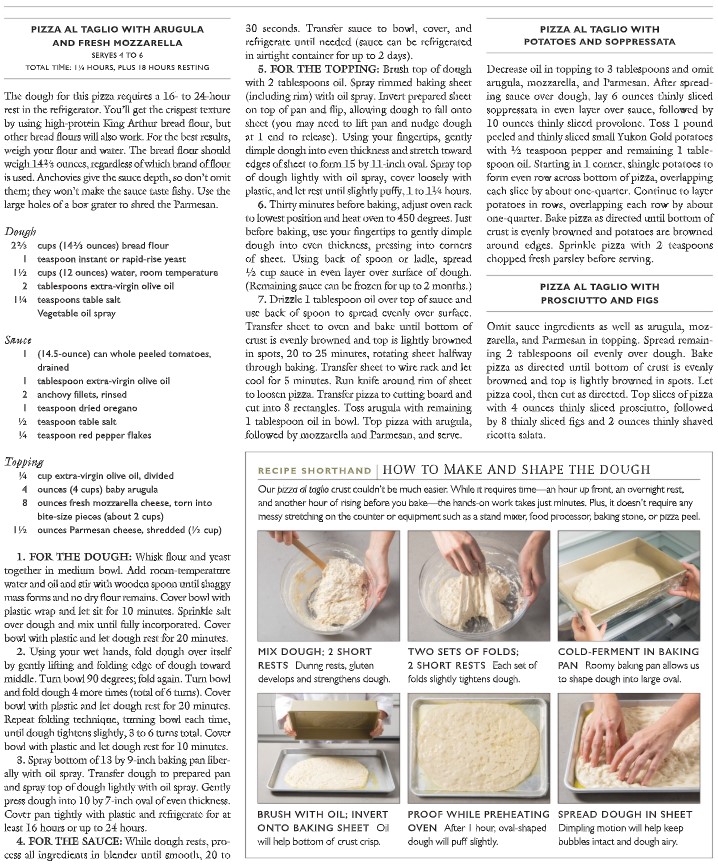 PIZZA AL TAGLIO WITH ARUGULA
AND FRESH MOZZARELLA
SERVES 4 TO 6
TOTAL TIME: 1¼ HOURS, PLUS 18 HOURS RESTING
The dough for this pizza requires a 16- to 24-hour
rest in the refrigerator. You'll get the crispest texture
by using high-protein King Arthur bread flour, but
other bread flours will also work. For the best results,
weigh your flour and water. The bread flour should
weigh 14⅔ ounces, regardless of which brand of flour
is used. Anchovies give the sauce depth, so don't omit
them; they won't make the sauce taste fishy. Use the
large holes of a box grater to shred the Parmesan.
Dough
2⅔ cups (14⅔ ounces) bread flour
1 teaspoon instant or rapid-rise yeast
1½ cups (12 ounces) water, room temperature
2 tablespoons extra-virgin olive oil
1¼ teaspoons table salt
Vegetable oil spray
Sauce
1 (14.5-ounce) can whole peeled tomatoes,
drained
1 tablespoon extra-virgin olive oil
2 anchovy fillets, rinsed
1 teaspoon dried oregano
½ teaspoon table salt
¼ teaspoon red pepper flakes
Topping
¼ cup extra-virgin olive oil, divided
4 ounces (4 cups) baby arugula
8 ounces fresh mozzarella cheese, torn into
bite-size pieces (about 2 cups)
1½ ounces Parmesan cheese, shredded (½ cup)
1. FOR THE DOUGH: Whisk flour and yeast
together in medium bowl. Add room-temperature
water and oil and stir with wooden spoon until shaggy
mass forms and no dry flour remains. Cover bowl with
plastic wrap and let sit for 10 minutes. Sprinkle salt
over dough and mix until fully incorporated. Cover
bowl with plastic and let dough rest for 20 minutes.
2. Using your wet hands, fold dough over itself
by gently lifting and folding edge of dough toward
middle. Turn bowl 90 degrees; fold again. Turn bowl
and fold dough 4 more times (total of 6 turns). Cover
bowl with plastic and let dough rest for 20 minutes.
Repeat folding technique, turning bowl each time,
until dough tightens slightly, 3 to 6 turns total. Cover
bowl with plastic and let dough rest for 10 minutes.
3. Spray bottom of 13 by 9-inch baking pan liber-
ally with oil spray. Transfer dough to prepared pan
and spray top of dough lightly with oil spray. Gently
press dough into 10 by 7-inch oval of even thickness.
Cover pan tightly with plastic and refrigerate for at
least 16 hours or up to 24 hours.
4. FOR THE SAUCE: While dough rests, pro-
cess all ingredients in blender until smooth, 20 to
30 seconds. Transfer sauce to bowl, cover, and
refrigerate until needed (sauce can be refrigerated
in airtight container for up to 2 days).
5. FOR THE TOPPING: Brush top of dough
with 2 tablespoons oil. Spray rimmed baking sheet
(including rim) with oil spray. Invert prepared sheet
on top of pan and flip, allowing dough to fall onto
sheet (you may need to lift pan and nudge dough
at 1 end to release). Using your fingertips, gently
dimple dough into even thickness and stretch toward
edges of sheet to form 15 by 11-inch oval. Spray top
of dough lightly with oil spray, cover loosely with
plastic, and let rest until slightly puffy, 1 to 1¼ hours.
6. Thirty minutes before baking, adjust oven rack
to lowest position and heat oven to 450 degrees. Just
before baking, use your fingertips to gently dimple
dough into even thickness, pressing into corners
of sheet. Using back of spoon or ladle, spread
½ cup sauce in even layer over surface of dough.
(Remaining sauce can be frozen for up to 2 months.)
7. Drizzle 1 tablespoon oil over top of sauce and
use back of spoon to spread evenly over surface.
Transfer sheet to oven and bake until bottom of
crust is evenly browned and top is lightly browned
in spots, 20 to 25 minutes, rotating sheet halfway
through baking. Transfer sheet to wire rack and let
cool for 5 minutes. Run knife around rim of sheet
to loosen pizza. Transfer pizza to cutting board and
cut into 8 rectangles. Toss arugula with remaining
1 tablespoon oil in bowl. Top pizza with arugula,
followed by mozzarella and Parmesan, and serve.
PIZZA AL TAGLIO WITH
POTATOES AND SOPPRESSATA
Decrease oil in topping to 3 tablespoons and omit
arugula, mozzarella, and Parmesan. After spread-
ing sauce over dough, lay 6 ounces thinly sliced
soppressata in even layer over sauce, followed by
10 ounces thinly sliced provolone. Toss 1 pound
peeled and thinly sliced small Yukon Gold potatoes
with ½ teaspoon pepper and remaining 1 table-
spoon oil. Starting in 1 corner, shingle potatoes to
form even row across bottom of pizza, overlapping
each slice by about one-quarter. Continue to layer
potatoes in rows, overlapping each row by about
one-quarter. Bake pizza as directed until bottom of
crust is evenly browned and potatoes are browned
around edges. Sprinkle pizza with 2 teaspoons
chopped fresh parsley before serving.
PIZZA AL TAGLIO WITH
PROSCIUTTO AND FIGS
Omit sauce ingredients as well as arugula, moz-
zarella, and Parmesan in topping. Spread remain-
ing 2 tablespoons oil evenly over dough. Bake
pizza as directed until bottom of crust is evenly
browned and top is lightly browned in spots. Let
pizza cool, then cut as directed. Top slices of pizza
with 4 ounces thinly sliced prosciutto, followed
by 8 thinly sliced figs and 2 ounces thinly shaved
ricotta salata.
RECIPE SHORTHAND | HOW TO MAKE AND SHAPE THE DOUGH
Our pizza al taglio crust couldn't be much easier. While it requires time—an hour up front, an overnight rest,
and another hour of rising before you bake—the hands-on work takes just minutes. Plus, it doesn't require any
messy stretching on the counter or equipment such as a stand mixer, food processor, baking stone, or pizza peel.
MIX DOUGH; 2 SHORT
RESTS During rests, gluten
develops and strengthens dough.
TWO SETS OF FOLDS;
2 SHORT RESTS Each set of
folds slightly tightens dough.
COLD-FERMENT IN BAKING
PAN Roomy baking pan allows us
to shape dough into large oval.
BRUSH WITH OIL; INVERT
ONTO BAKING SHEET Oil
will help bottom of crust crisp.
PROOF WHILE PREHEATING
OVEN After 1 hour, oval-shaped
dough will puff slightly.
SPREAD DOUGH IN SHEET
Dimpling motion will help keep
bubbles intact and dough airy.